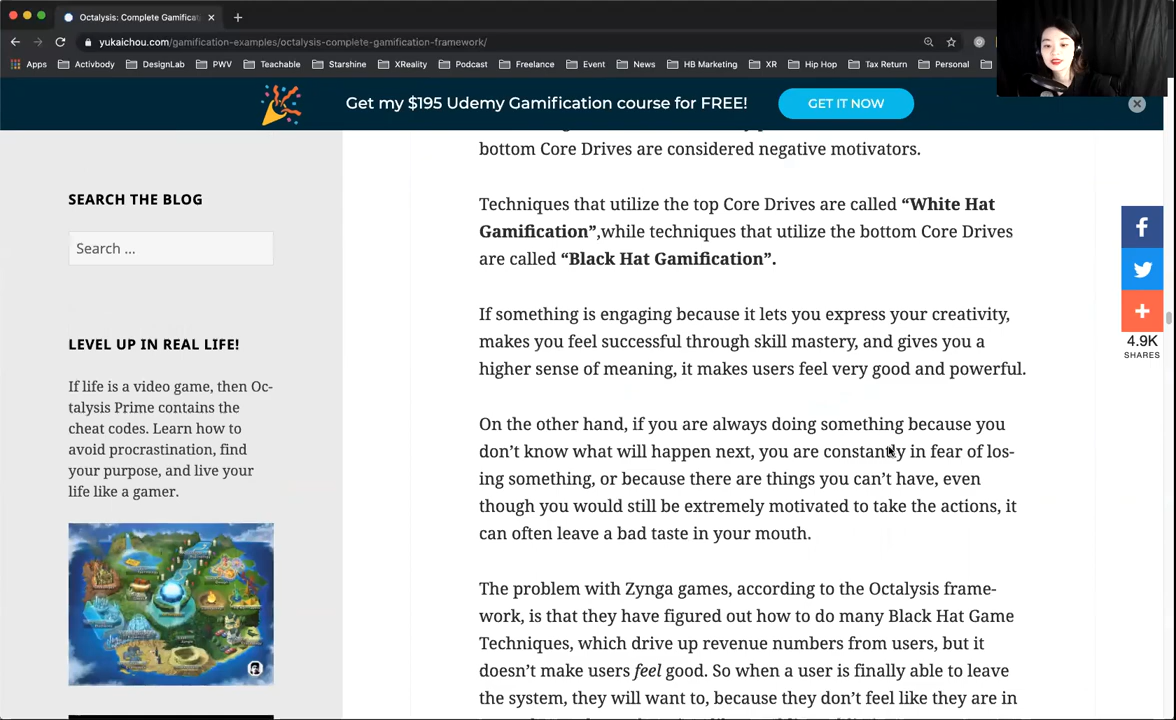 Octalysis: Complete Gamificat
yukaichou.com/gamification-examples/octalysis-complete-gamification-framework/
Apps Activbody DesignLab PWV Teachable Starshine XReality Podcast Freelance Event News HB Marketing XR Hip Hop Tax Return Personal
Get my $195 Udemy Gamification course for FREE! GET IT NOW
SEARCH THE BLOG
Search ...
LEVEL UP IN REAL LIFE!
If life is a video game, then Oc-
talysis Prime contains the
cheat codes. Learn how to
avoid procrastination, find
your purpose, and live your
life like a gamer.
bottom Core Drives are considered negative motivators.
Techniques that utilize the top Core Drives are called “White Hat
Gamification”,while techniques that utilize the bottom Core Drives
are called “Black Hat Gamification”.
If something is engaging because it lets you express your creativity,
makes you feel successful through skill mastery, and gives you a
higher sense of meaning, it makes users feel very good and powerful.
On the other hand, if you are always doing something because you
don’t know what will happen next, you are constantly in fear of los-
ing something, or because there are things you can’t have, even
though you would still be extremely motivated to take the actions, it
can often leave a bad taste in your mouth.
The problem with Zynga games, according to the Octalysis frame-
work, is that they have figured out how to do many Black Hat Game
Techniques, which drive up revenue numbers from users, but it
doesn’t make users feel good. So when a user is finally able to leave
the system, they will want to, because they don’t feel like they are in
4.9K
SHARES